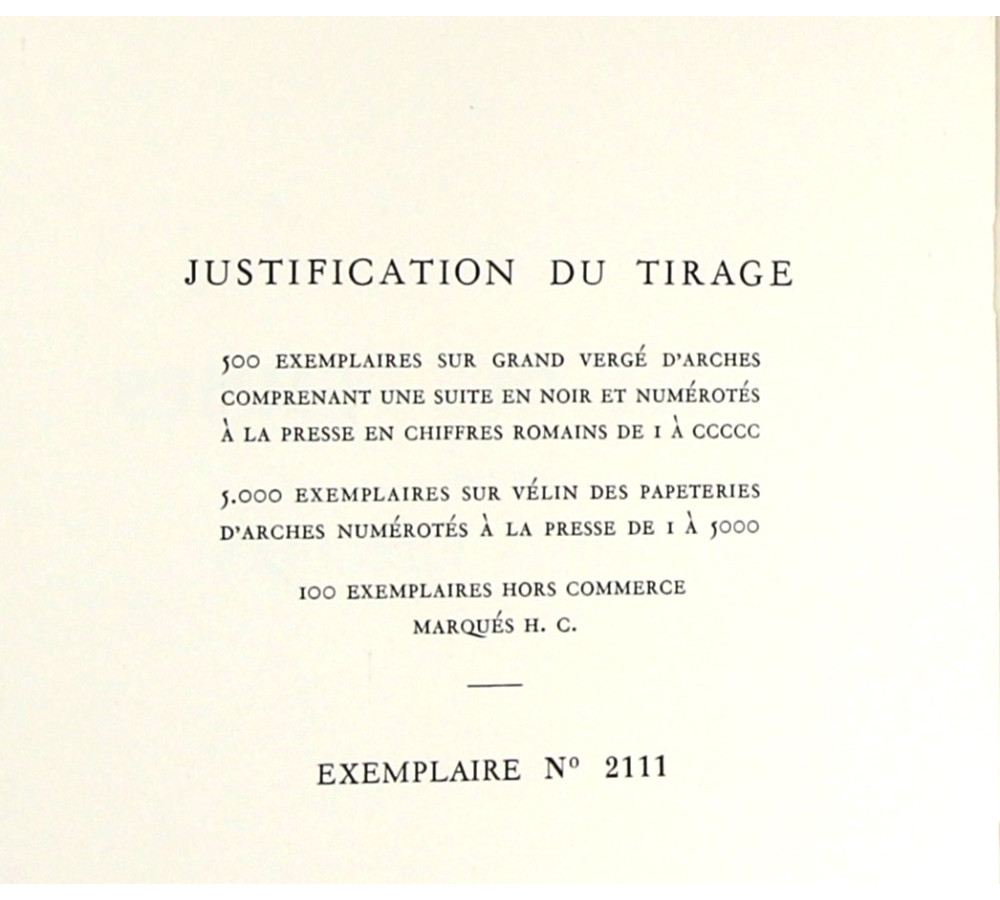 JUSTIFICATION DU TIRAGE
500 EXEMPLAIRES SUR GRAND VERGÉ D'ARCHES
COMPRENANT UNE SUITE EN NOIR ET NUMÉROTÉS
À LA PRESSE EN CHIFFRES ROMAINS DE I À CCCCC
5.000 EXEMPLAIRES SUR VÉLIN DES PAPETERIES
D'ARCHES NUMÉROTÉS À LA PRESSE DE I À 5000
100 EXEMPLAIRES HORS COMMERCE
MARQUÉS H. C.
EXEMPLAIRE Nº 2111